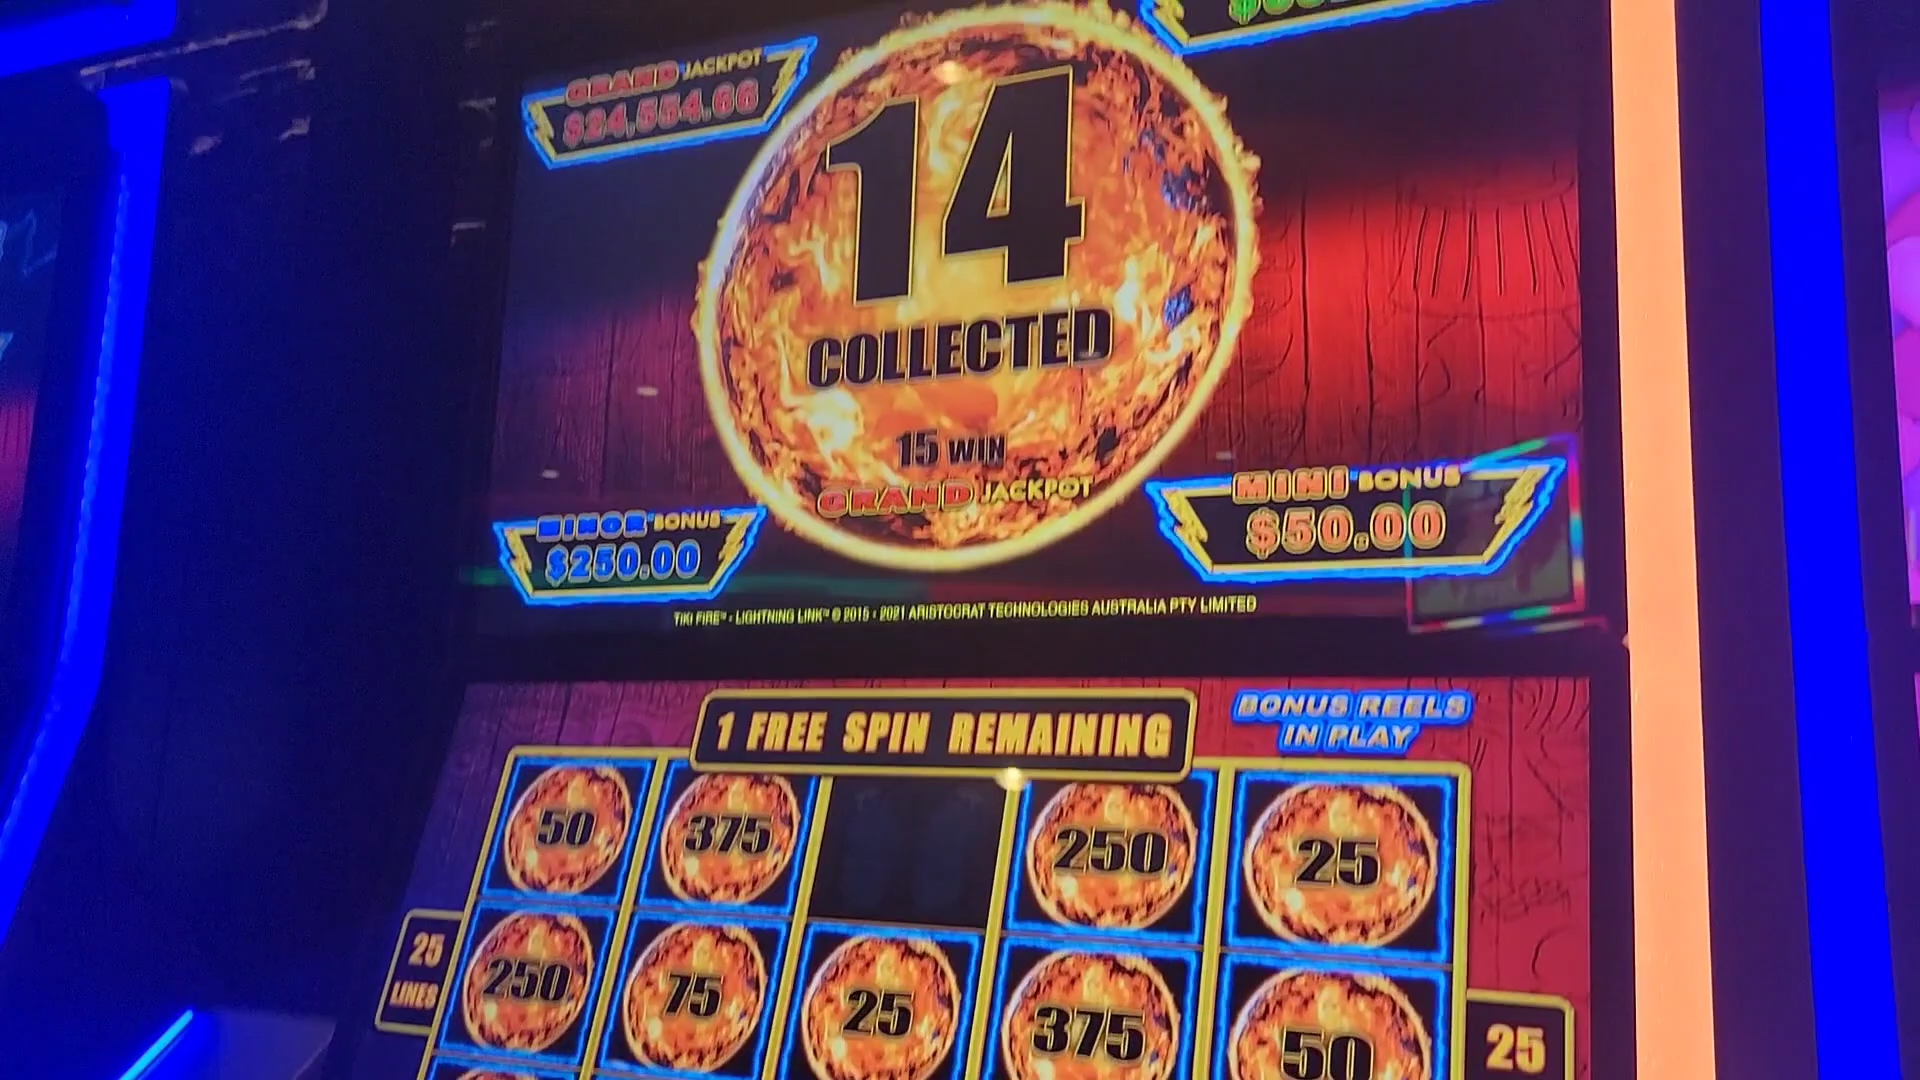 GRAND JACKPOT
$24,554.66
14
COLLECTED
15 WIN
GRAND JACKPOT
MINOR BONUS
$250.00
MINI BONUS
$50.00
TIKI FIRE™ - LIGHTNING LINK™ © 2015 - 2021 ARISTOCRAT TECHNOLOGIES AUSTRALIA PTY LIMITED
1 FREE SPIN REMAINING
BONUS REELS
IN PLAY
50 375 250 25
25
LINES
250 75 25 375 50
25